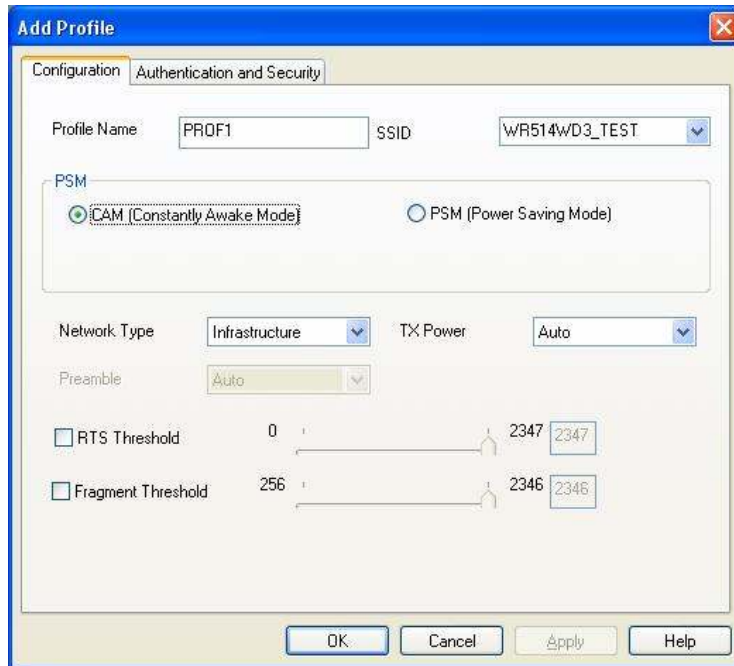 Add Profile
Configuration Authentication and Security
Profile Name PROF1 SSID WR514WD3_TEST
PSM
CAM (Constantly Awake Mode) PSM (Power Saving Mode)
Network Type Infrastructure TX Power Auto
Preamble Auto
RTS Threshold 0 2347 2347
Fragment Threshold 256 2346 2346
OK Cancel Apply Help